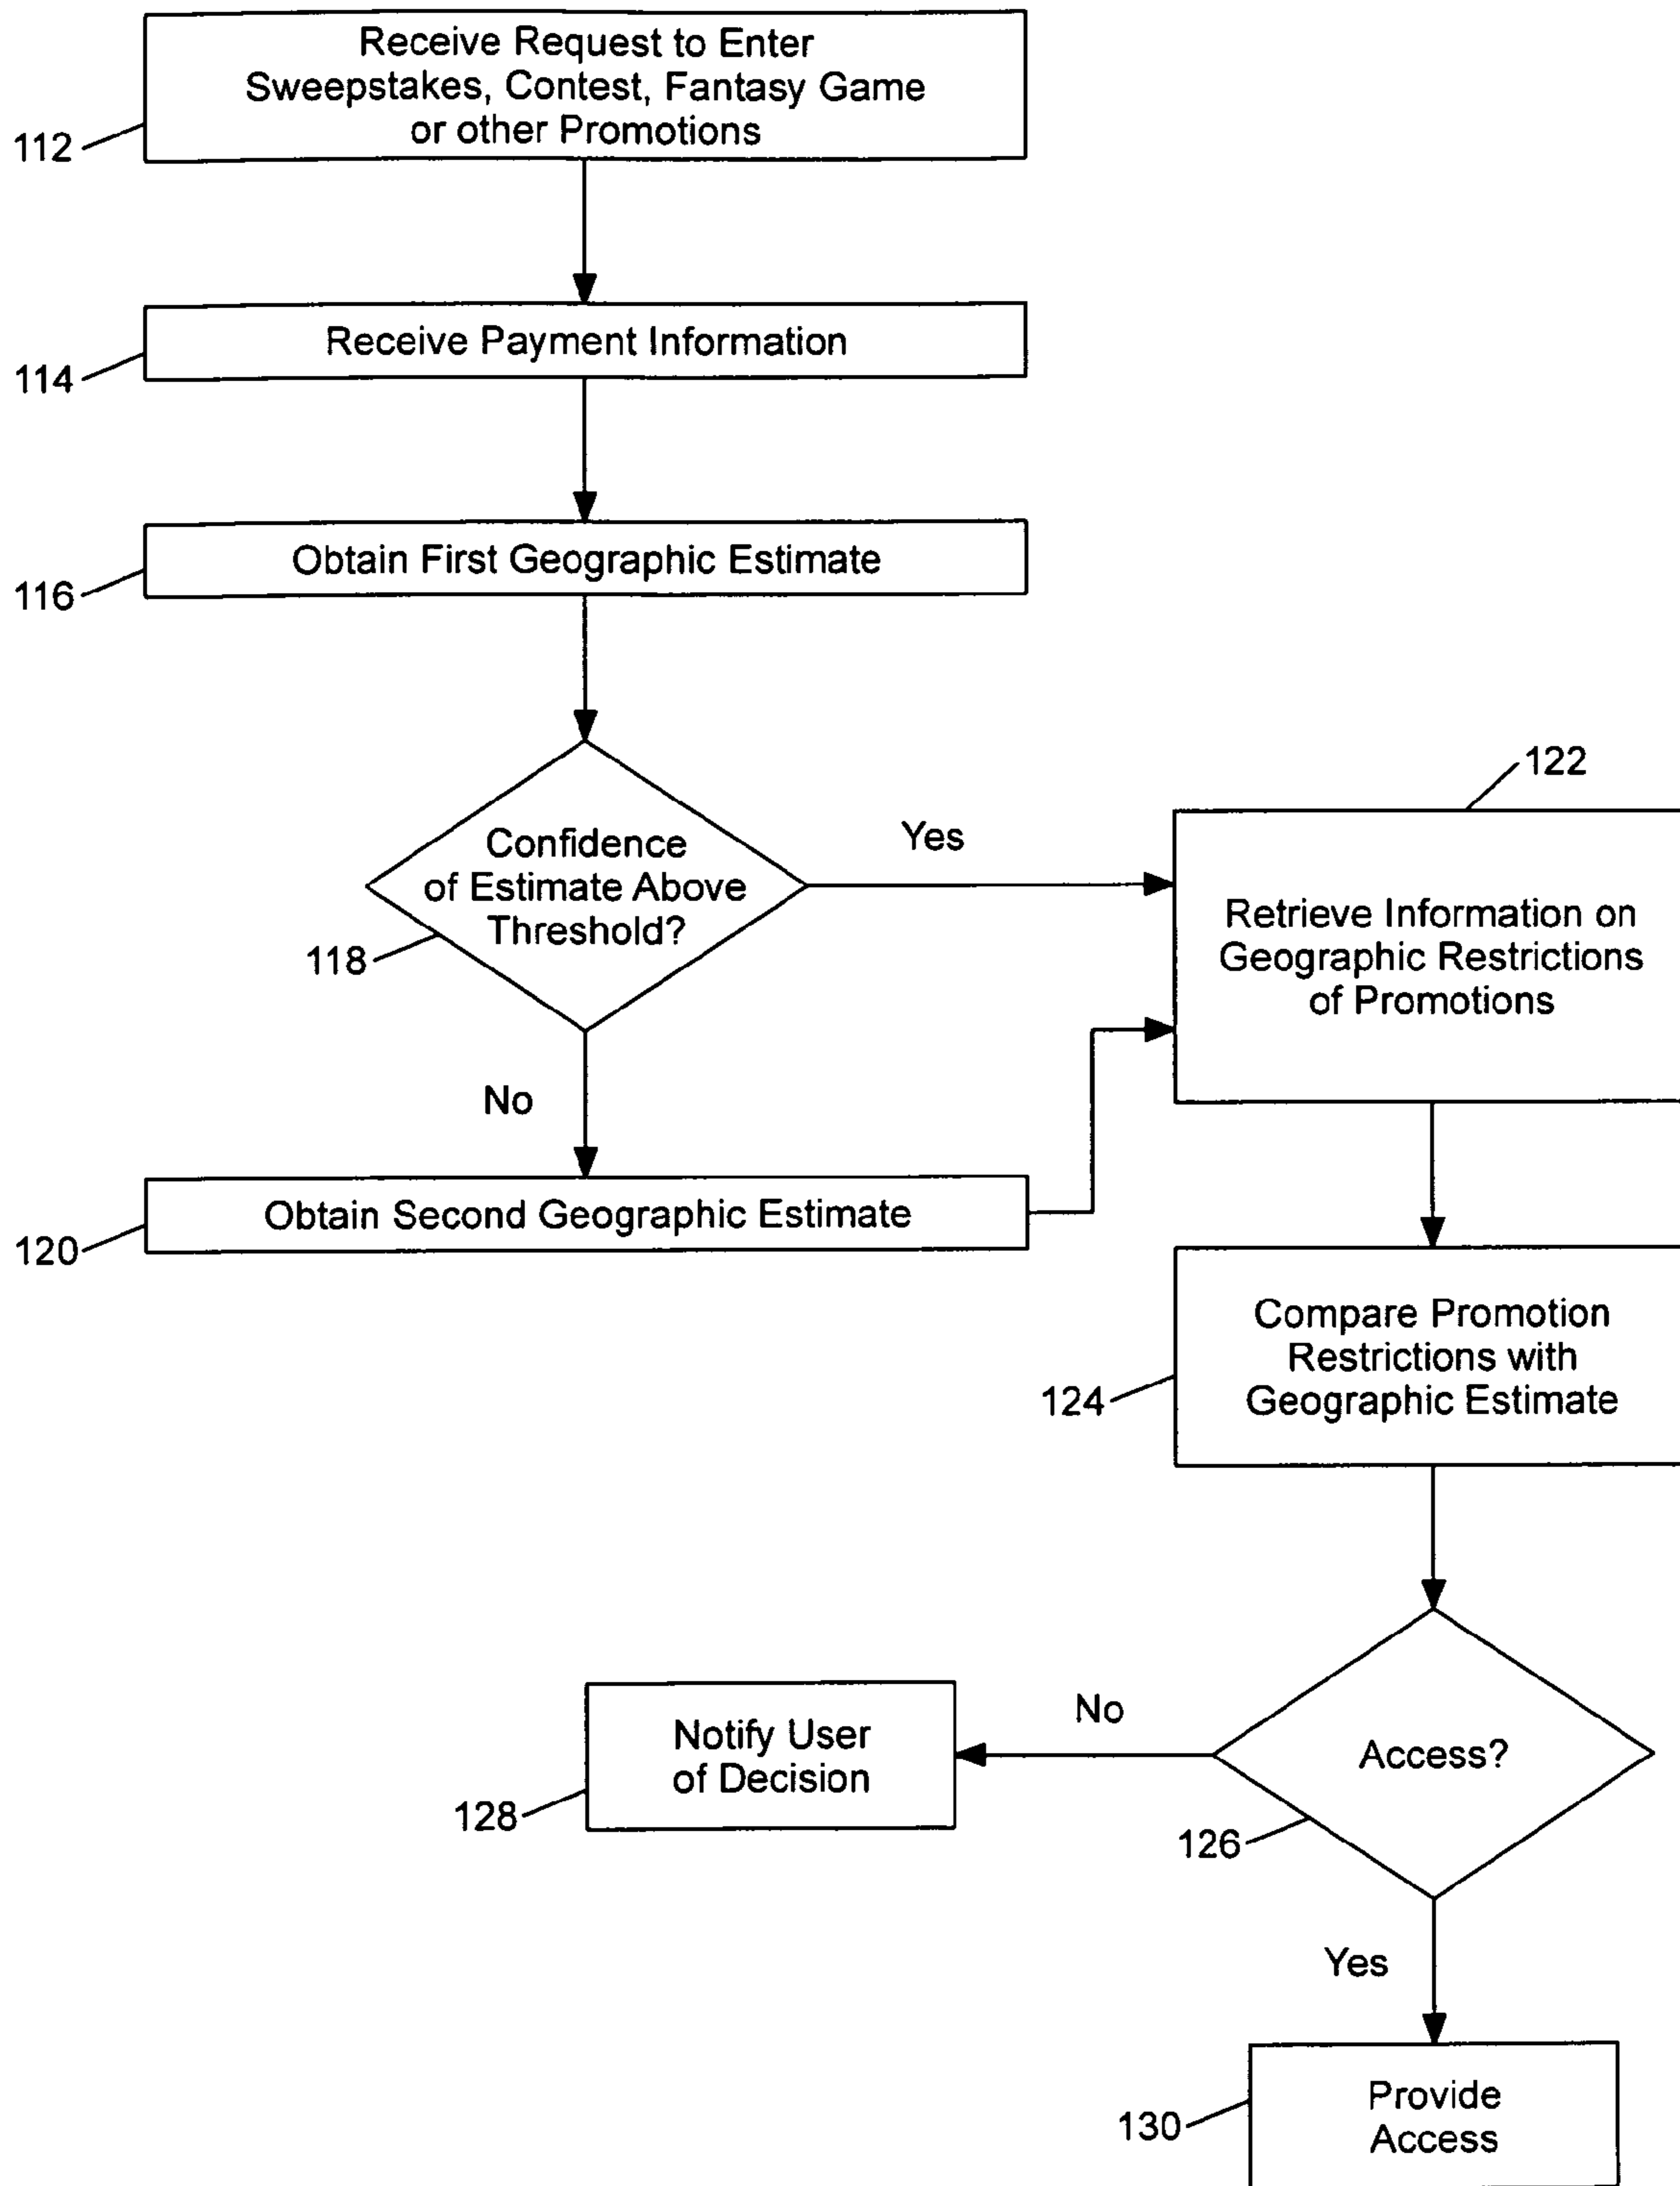 Receive Request to Enter
Sweepstakes, Contest, Fantasy Game
or other Promotions
112
Receive Payment Information
114
Obtain First Geographic Estimate
116
Confidence
of Estimate Above
Threshold?
118
Yes
No
122
Retrieve Information on
Geographic Restrictions
of Promotions
Obtain Second Geographic Estimate
120
Compare Promotion
Restrictions with
Geographic Estimate
124
Access?
126
No
Notify User
of Decision
128
Yes
Provide
Access
130